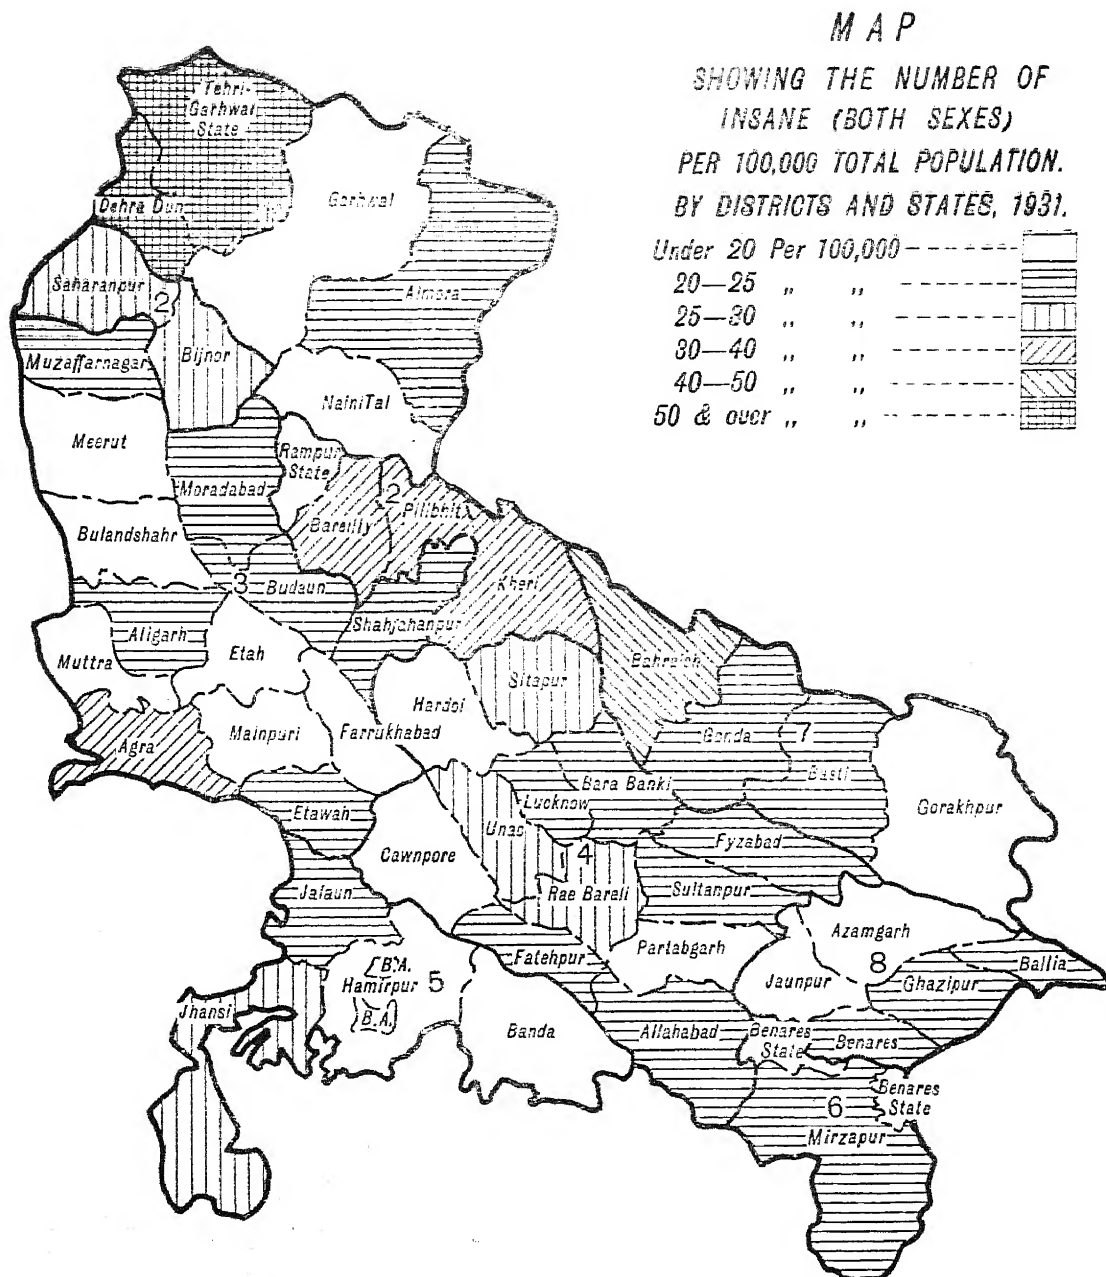 MAP
SHOWING THE NUMBER OF
INSANE (BOTH SEXES)
PER 100,000 TOTAL POPULATION.
BY DISTRICTS AND STATES, 1931.
Under 20 Per 100,000
20—25 „ „
25—30 „ „
30—40 „ „
40—50 „ „
50 & over „ „
Tehri-
Garhwal
State
Garhwal
Dehra Dun
Saharanpur
2
Almora
Muzaffarnagar
Bijnor
Naini Tal
Meerut
Rampur
State
Moradabad
2
Pilibhit
Bareilly
Bulandshahr
3
Budaun
Kheri
Shahjahanpur
Aligarh
Etah
Muttra
Bahraich
Sitapur
Hardoi
Agra
Mainpuri
Farrukhabad
Gonda
7
Basti
Bara Banki
Lucknow
Etawah
Unao
Gorakhpur
Fyzabad
Cawnpore
4
Rae Bareli
Sultanpur
Jalaun
Azamgarh
Partabgarh
Fatehpur
8
Ballia
B.A.
Hamirpur
5
B.A.
Jaunpur
Ghazipur
Jhansi
Banda
Allahabad
Benares
State
Benares
Benares
State
6
Mirzapur